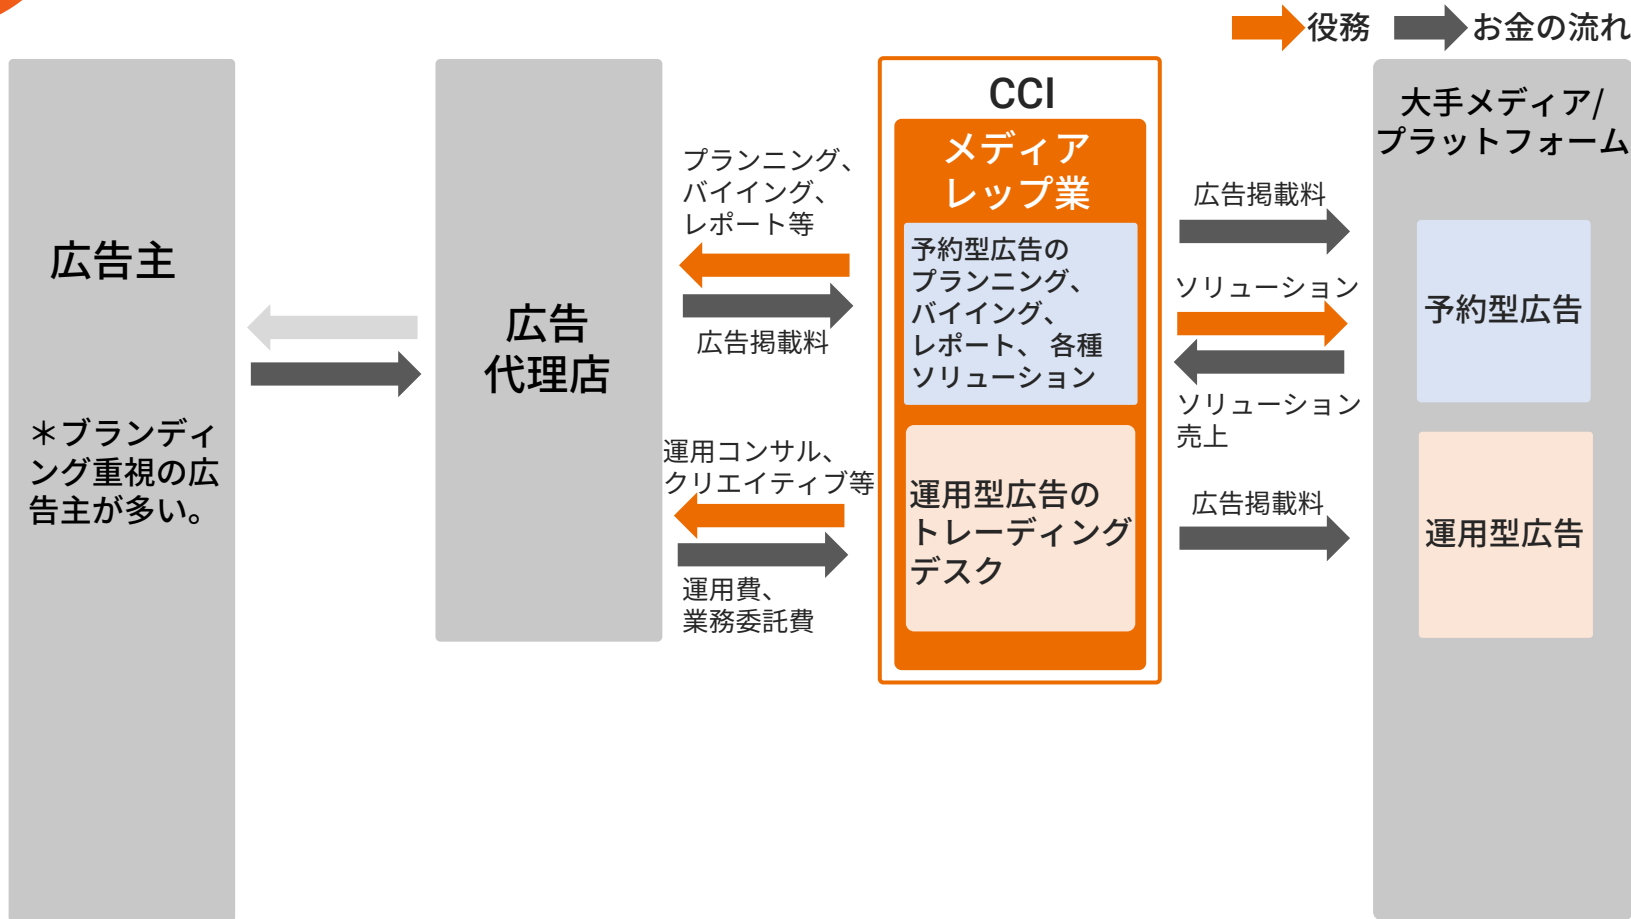 役務
お金の流れ
広告主
＊ブランディ
ング重視の広
告主が多い。
広告
代理店
プランニング、
バイイング、
レポート等
広告掲載料
運用コンサル、
クリエイティブ等
運用費、
業務委託費
CCI
メディア
レップ業
予約型広告の
プランニング、
バイイング、
レポート、 各種
ソリューション
運用型広告の
トレーディング
デスク
広告掲載料
ソリューション
ソリューション
売上
広告掲載料
大手メディア/
プラットフォーム
予約型広告
運用型広告